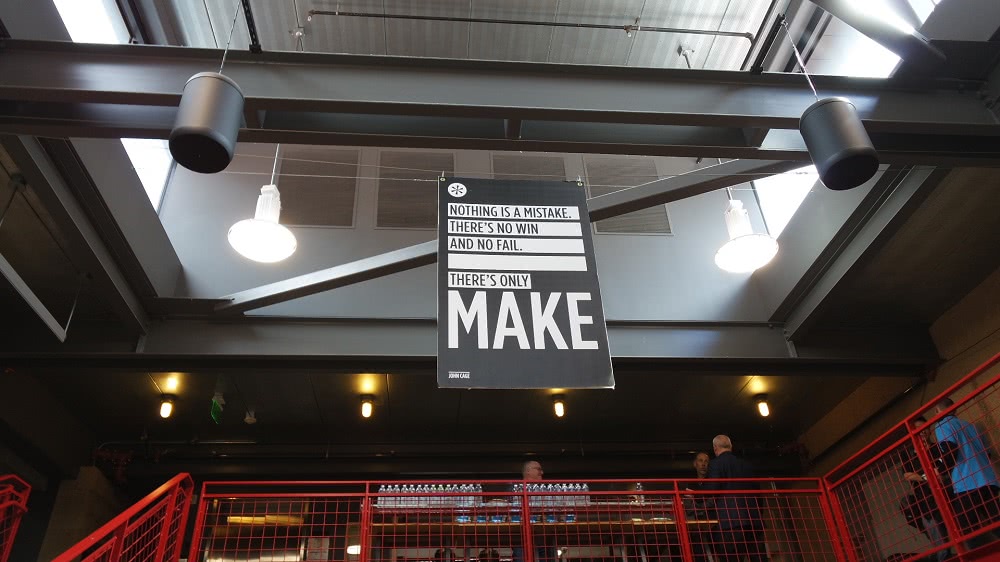 NOTHING IS A MISTAKE.
THERE'S NO WIN
AND NO FAIL.
THERE'S ONLY
MAKE
JOHN CAGE